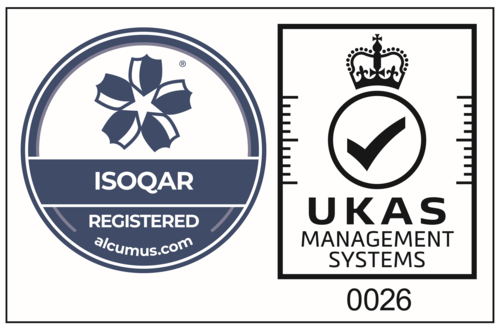 ®
ISOQAR
REGISTERED
alcumus.com
UKAS
MANAGEMENT
SYSTEMS
0026